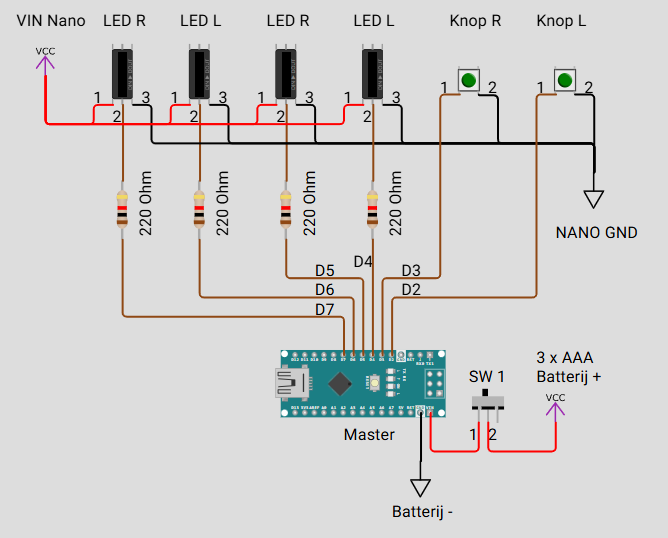 VIN Nano LED R LED L LED R LED L Knop R Knop L
VCC
1 3 1 3 1 3 1 3 1 2 1 2
2 2 2 2
220 Ohm 220 Ohm 220 Ohm 220 Ohm
NANO GND
D4
D5 D3
D6 D2
D7
3 x AAA
SW 1 Batterij +
VCC
Master 1 2
Batterij -